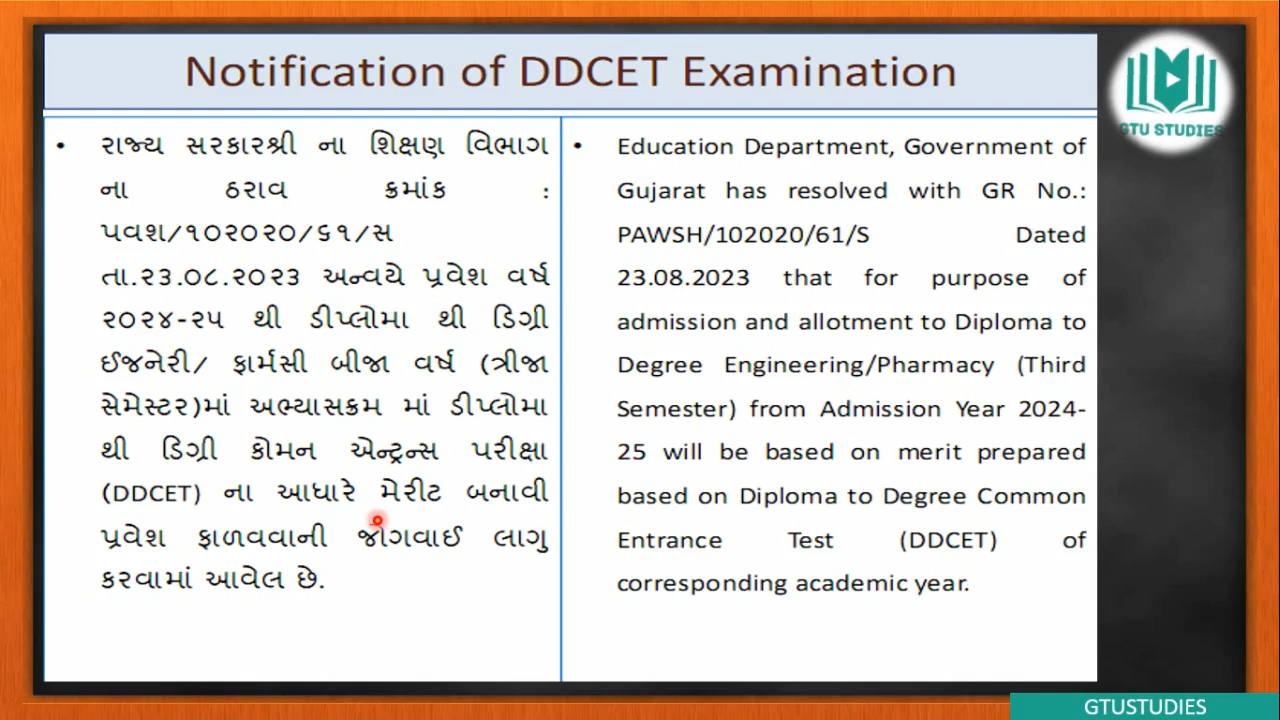 Notification of DDCET Examination
• રાજ્ય સરકારશ્રી ના શિક્ષણ વિભાગ
ના ઠરાવ ક્રમાંક :
પવશ/૧૦૨૦૨૦/૬૧/સ
તા.૨૩.૦૮.૨૦૨૩ અન્વયે પ્રવેશ વર્ષ
૨૦૨૪-૨૫ થી ડીપ્લોમા થી ડિગ્રી
ઈજનેરી/ ફાર્મસી બીજા વર્ષ (ત્રીજા
સેમેસ્ટર)માં અભ્યાસક્રમ માં ડીપ્લોમા
થી ડિગ્રી કોમન એન્ટ્રન્સ પરીક્ષા
(DDCET) ના આધારે મેરીટ બનાવી
પ્રવેશ ફાળવવાની જોગવાઈ લાગુ
કરવામાં આવેલ છે.
• Education Department, Government of
Gujarat has resolved with GR No.:
PAWSH/102020/61/S Dated
23.08.2023 that for purpose of
admission and allotment to Diploma to
Degree Engineering/Pharmacy (Third
Semester) from Admission Year 2024-
25 will be based on merit prepared
based on Diploma to Degree Common
Entrance Test (DDCET) of
corresponding academic year.
GTU STUDIES
GTUSTUDIES